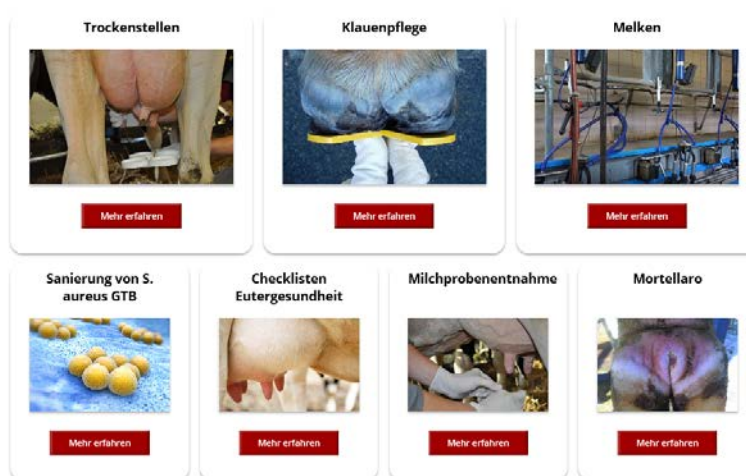 Trockenstellen
Klauenpflege
Melken
Mehr erfahren
Mehr erfahren
Mehr erfahren
Sanierung von S.
aureus GTB
Checklisten
Eutergesundheit
Milchprobenentnahme
Mortellaro
Mehr erfahren
Mehr erfahren
Mehr erfahren
Mehr erfahren